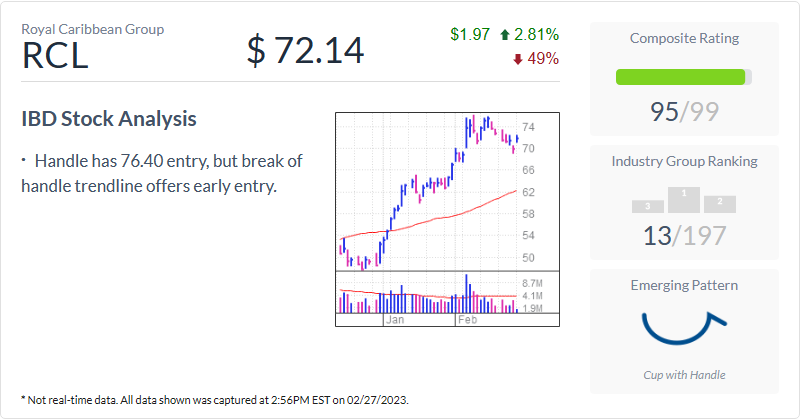 Royal Caribbean Group
RCL
$ 72.14
$1.97 2.81%
49%
IBD Stock Analysis
· Handle has 76.40 entry, but break of
handle trendline offers early entry.
74
70
66
62
58
54
50
8.7M
4.1M
1.9M
Jan Feb
Composite Rating
95/99
Industry Group Ranking
3 1 2
13/197
Emerging Pattern
Cup with Handle
* Not real-time data. All data shown was captured at 2:56PM EST on 02/27/2023.